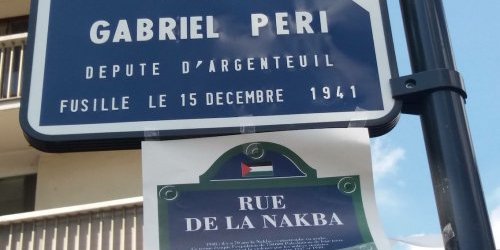 GABRIEL PERI
DEPUTE D'ARGENTEUIL
FUSILLE LE 15 DECEMBRE 1941
RUE
DE LA NAKBA